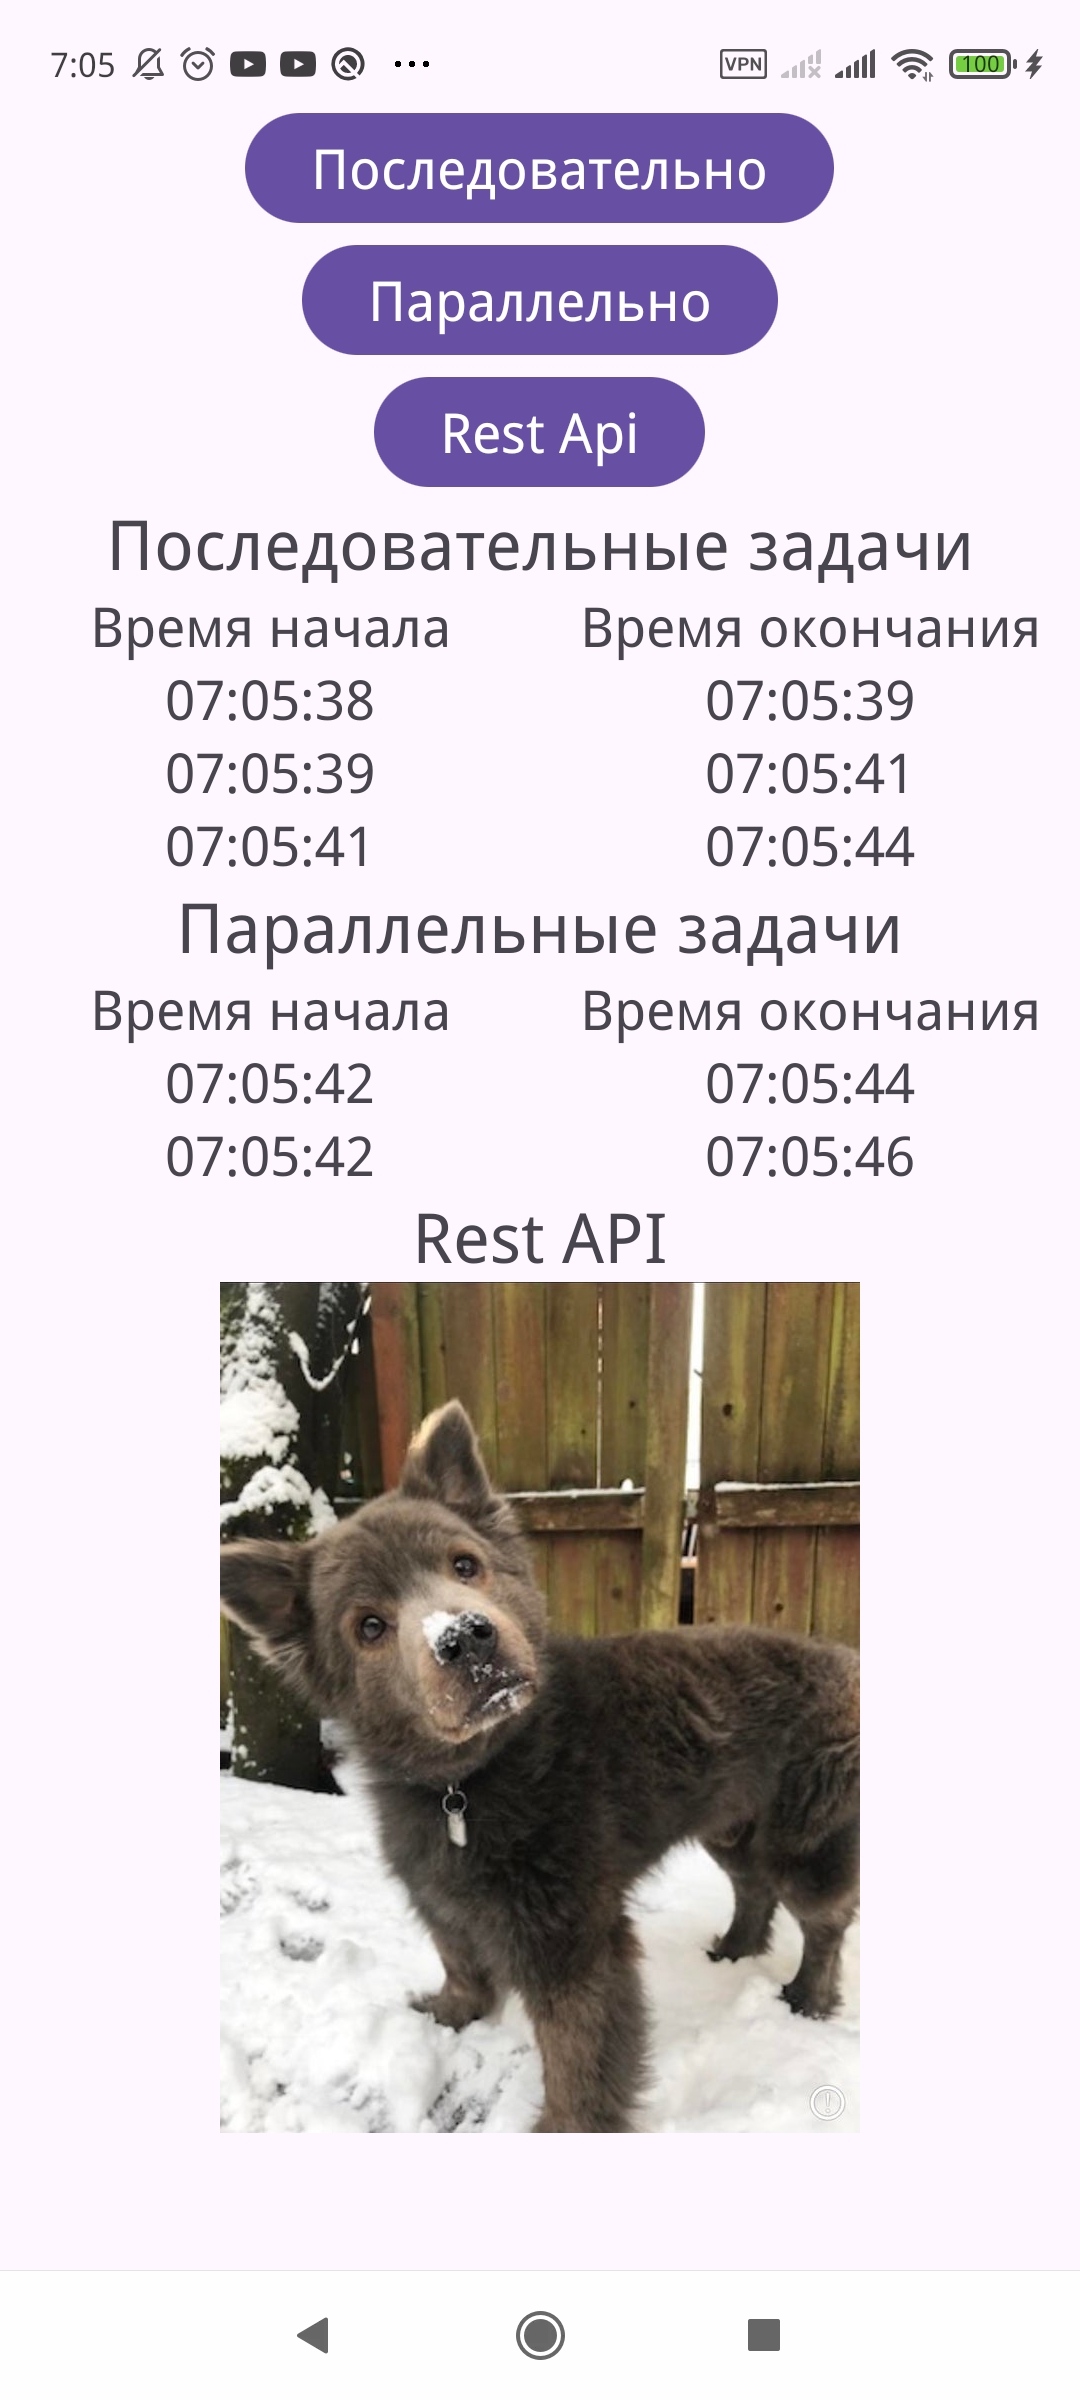 7:05 VPN 100
Последовательно
Параллельно
Rest Api
Последовательные задачи
Время начала Время окончания
07:05:38 07:05:39
07:05:39 07:05:41
07:05:41 07:05:44
Параллельные задачи
Время начала Время окончания
07:05:42 07:05:44
07:05:42 07:05:46
Rest API